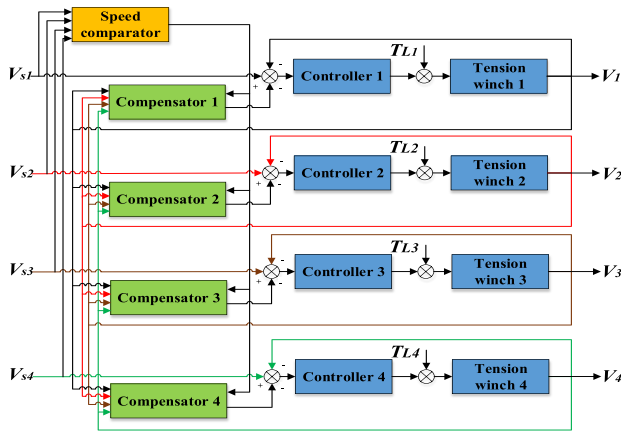 Speed
comparator
Vs1
+
-
-
Controller 1
TL1
Tension
winch 1
V1
Compensator 1
Vs2
+
-
-
Controller 2
TL2
Tension
winch 2
V2
Compensator 2
Vs3
+
-
-
Controller 3
TL3
Tension
winch 3
V3
Compensator 3
Vs4
+
-
-
Controller 4
TL4
Tension
winch 4
V4
Compensator 4